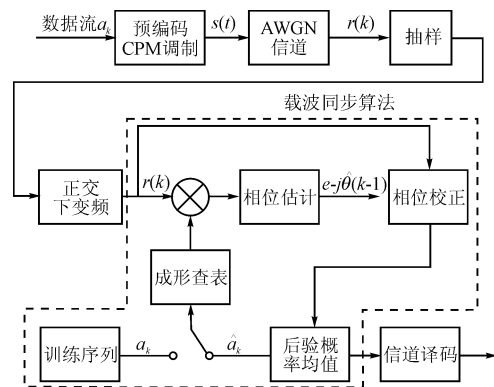 数据流a_k
预编码
CPM调制
s(t)
AWGN
信道
r(k)
抽样
载波同步算法
正交
下变频
r(k)
相位估计
e-jθ̂(k-1)
相位校正
成形查表
训练序列
a_k
â_k
后验概
率均值
信道译码